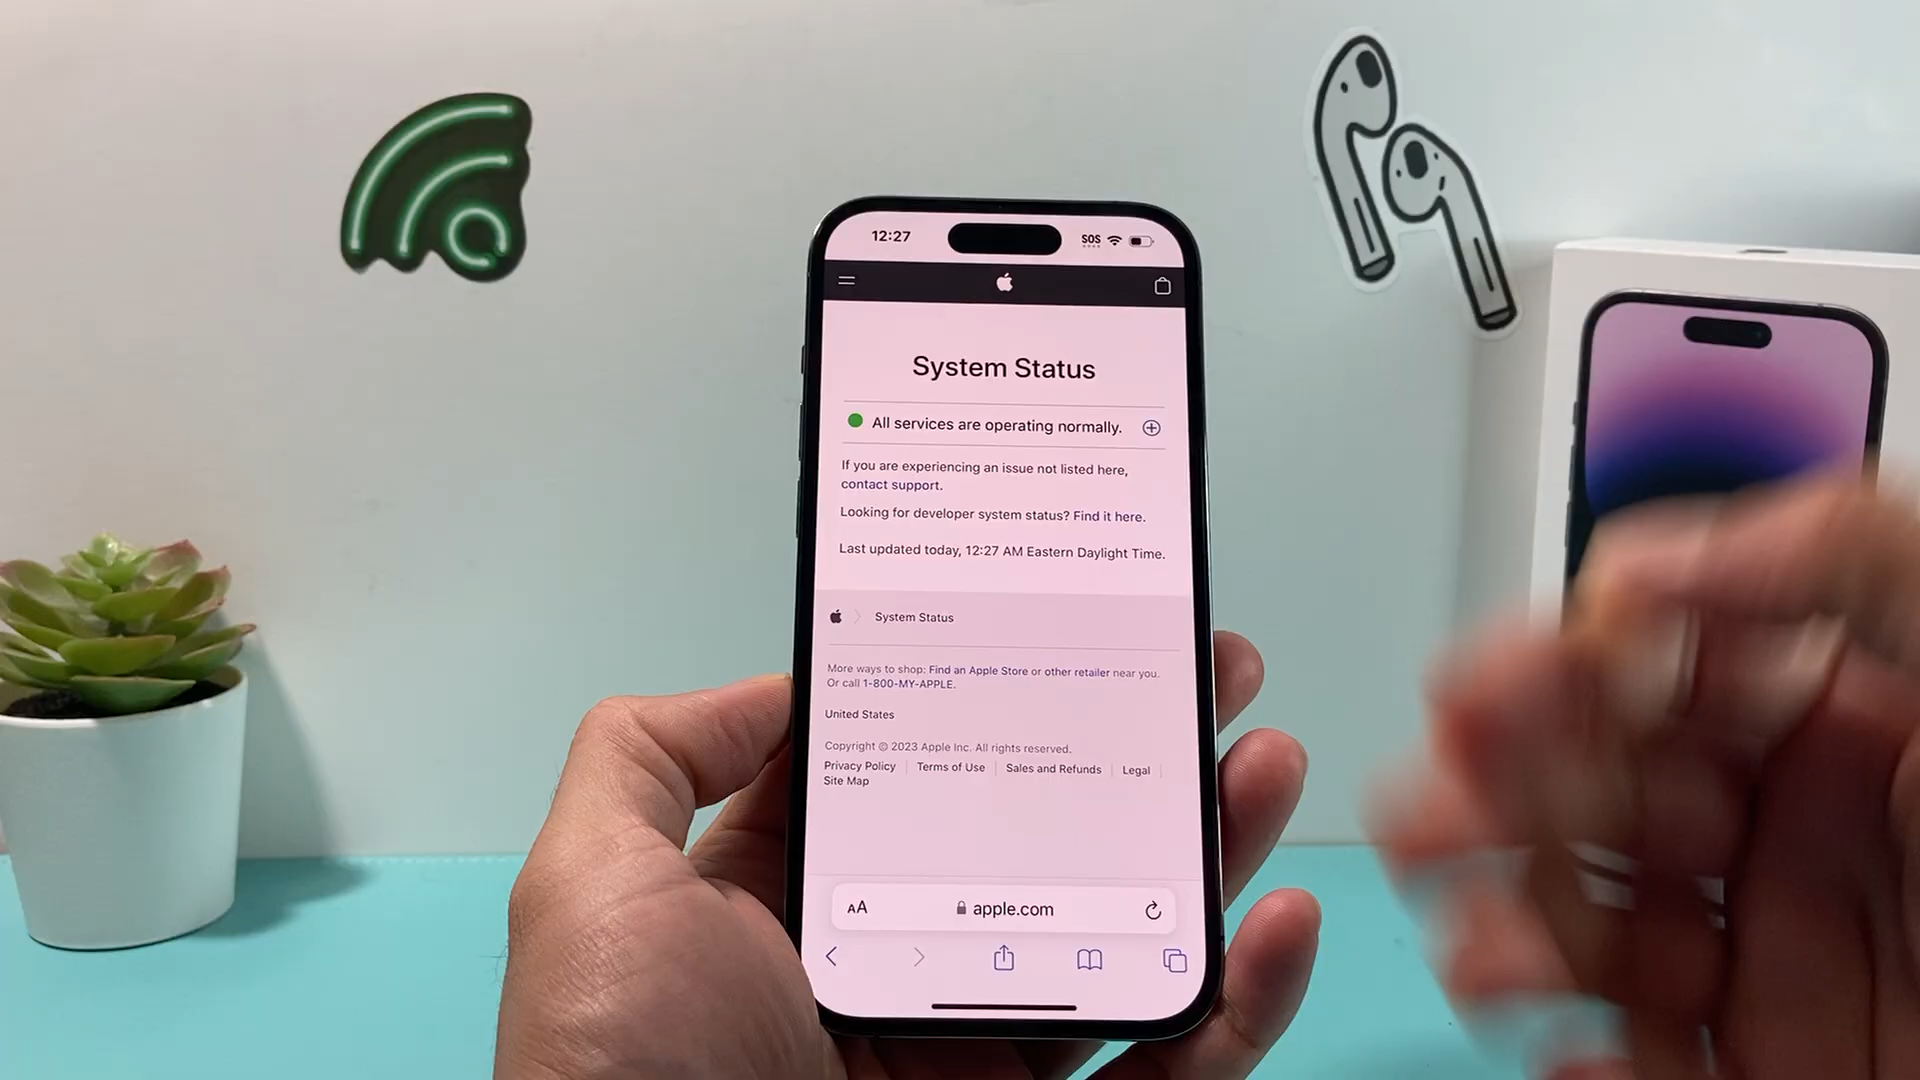 12:27 SOS
System Status
All services are operating normally.
If you are experiencing an issue not listed here,
contact support.
Looking for developer system status? Find it here.
Last updated today, 12:27 AM Eastern Daylight Time.
System Status
More ways to shop: Find an Apple Store or other retailer near you.
Or call 1-800-MY-APPLE.
United States
Copyright © 2023 Apple Inc. All rights reserved.
Privacy Policy Terms of Use Sales and Refunds Legal
Site Map
AA apple.com